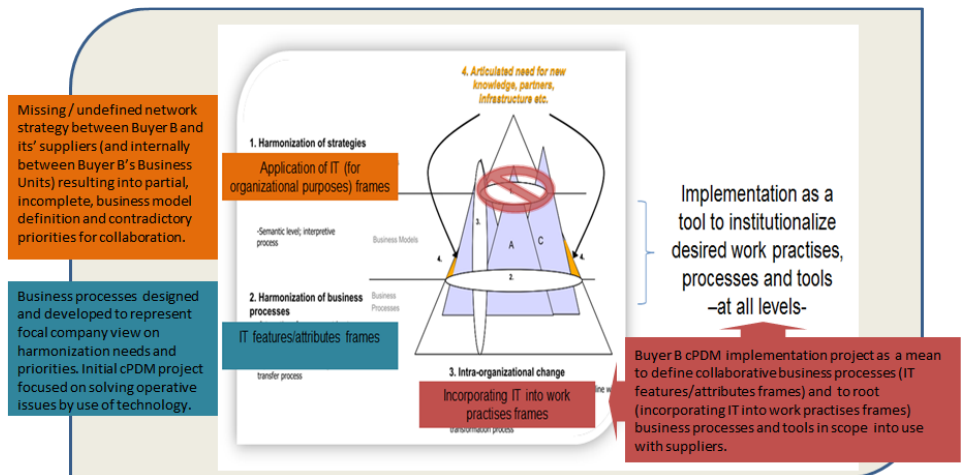 4. Articulated need for new
knowledge, partners,
infrastructure etc.
Missing / undefined network
strategy between Buyer B and
its' suppliers (and internally
between Buyer B's Business
Units) resulting into partial,
incomplete, business model
definition and contradictory
priorities for collaboration.
1. Harmonization of strategies
Application of IT (for
organizational purposes) frames
-Semantic level; interpretive
process
Business Models
3.
A
C
4.
4.
2.
Implementation as a
tool to institutionalize
desired work practises,
processes and tools
–at all levels-
Business processes designed
and developed to represent
focal company view on
harmonization needs and
priorities. Initial cPDM project
focused on solving operative
issues by use of technology.
2. Harmonization of business
processes
Business
Processes
IT features/attributes frames
transfer process
3. Intra-organizational change
Incorporating IT into work
practises frames
transformation process
Buyer B cPDM implementation project as a mean
to define collaborative business processes (IT
features/attributes frames) and to root
(incorporating IT into work practises frames)
business processes and tools in scope into use
with suppliers.